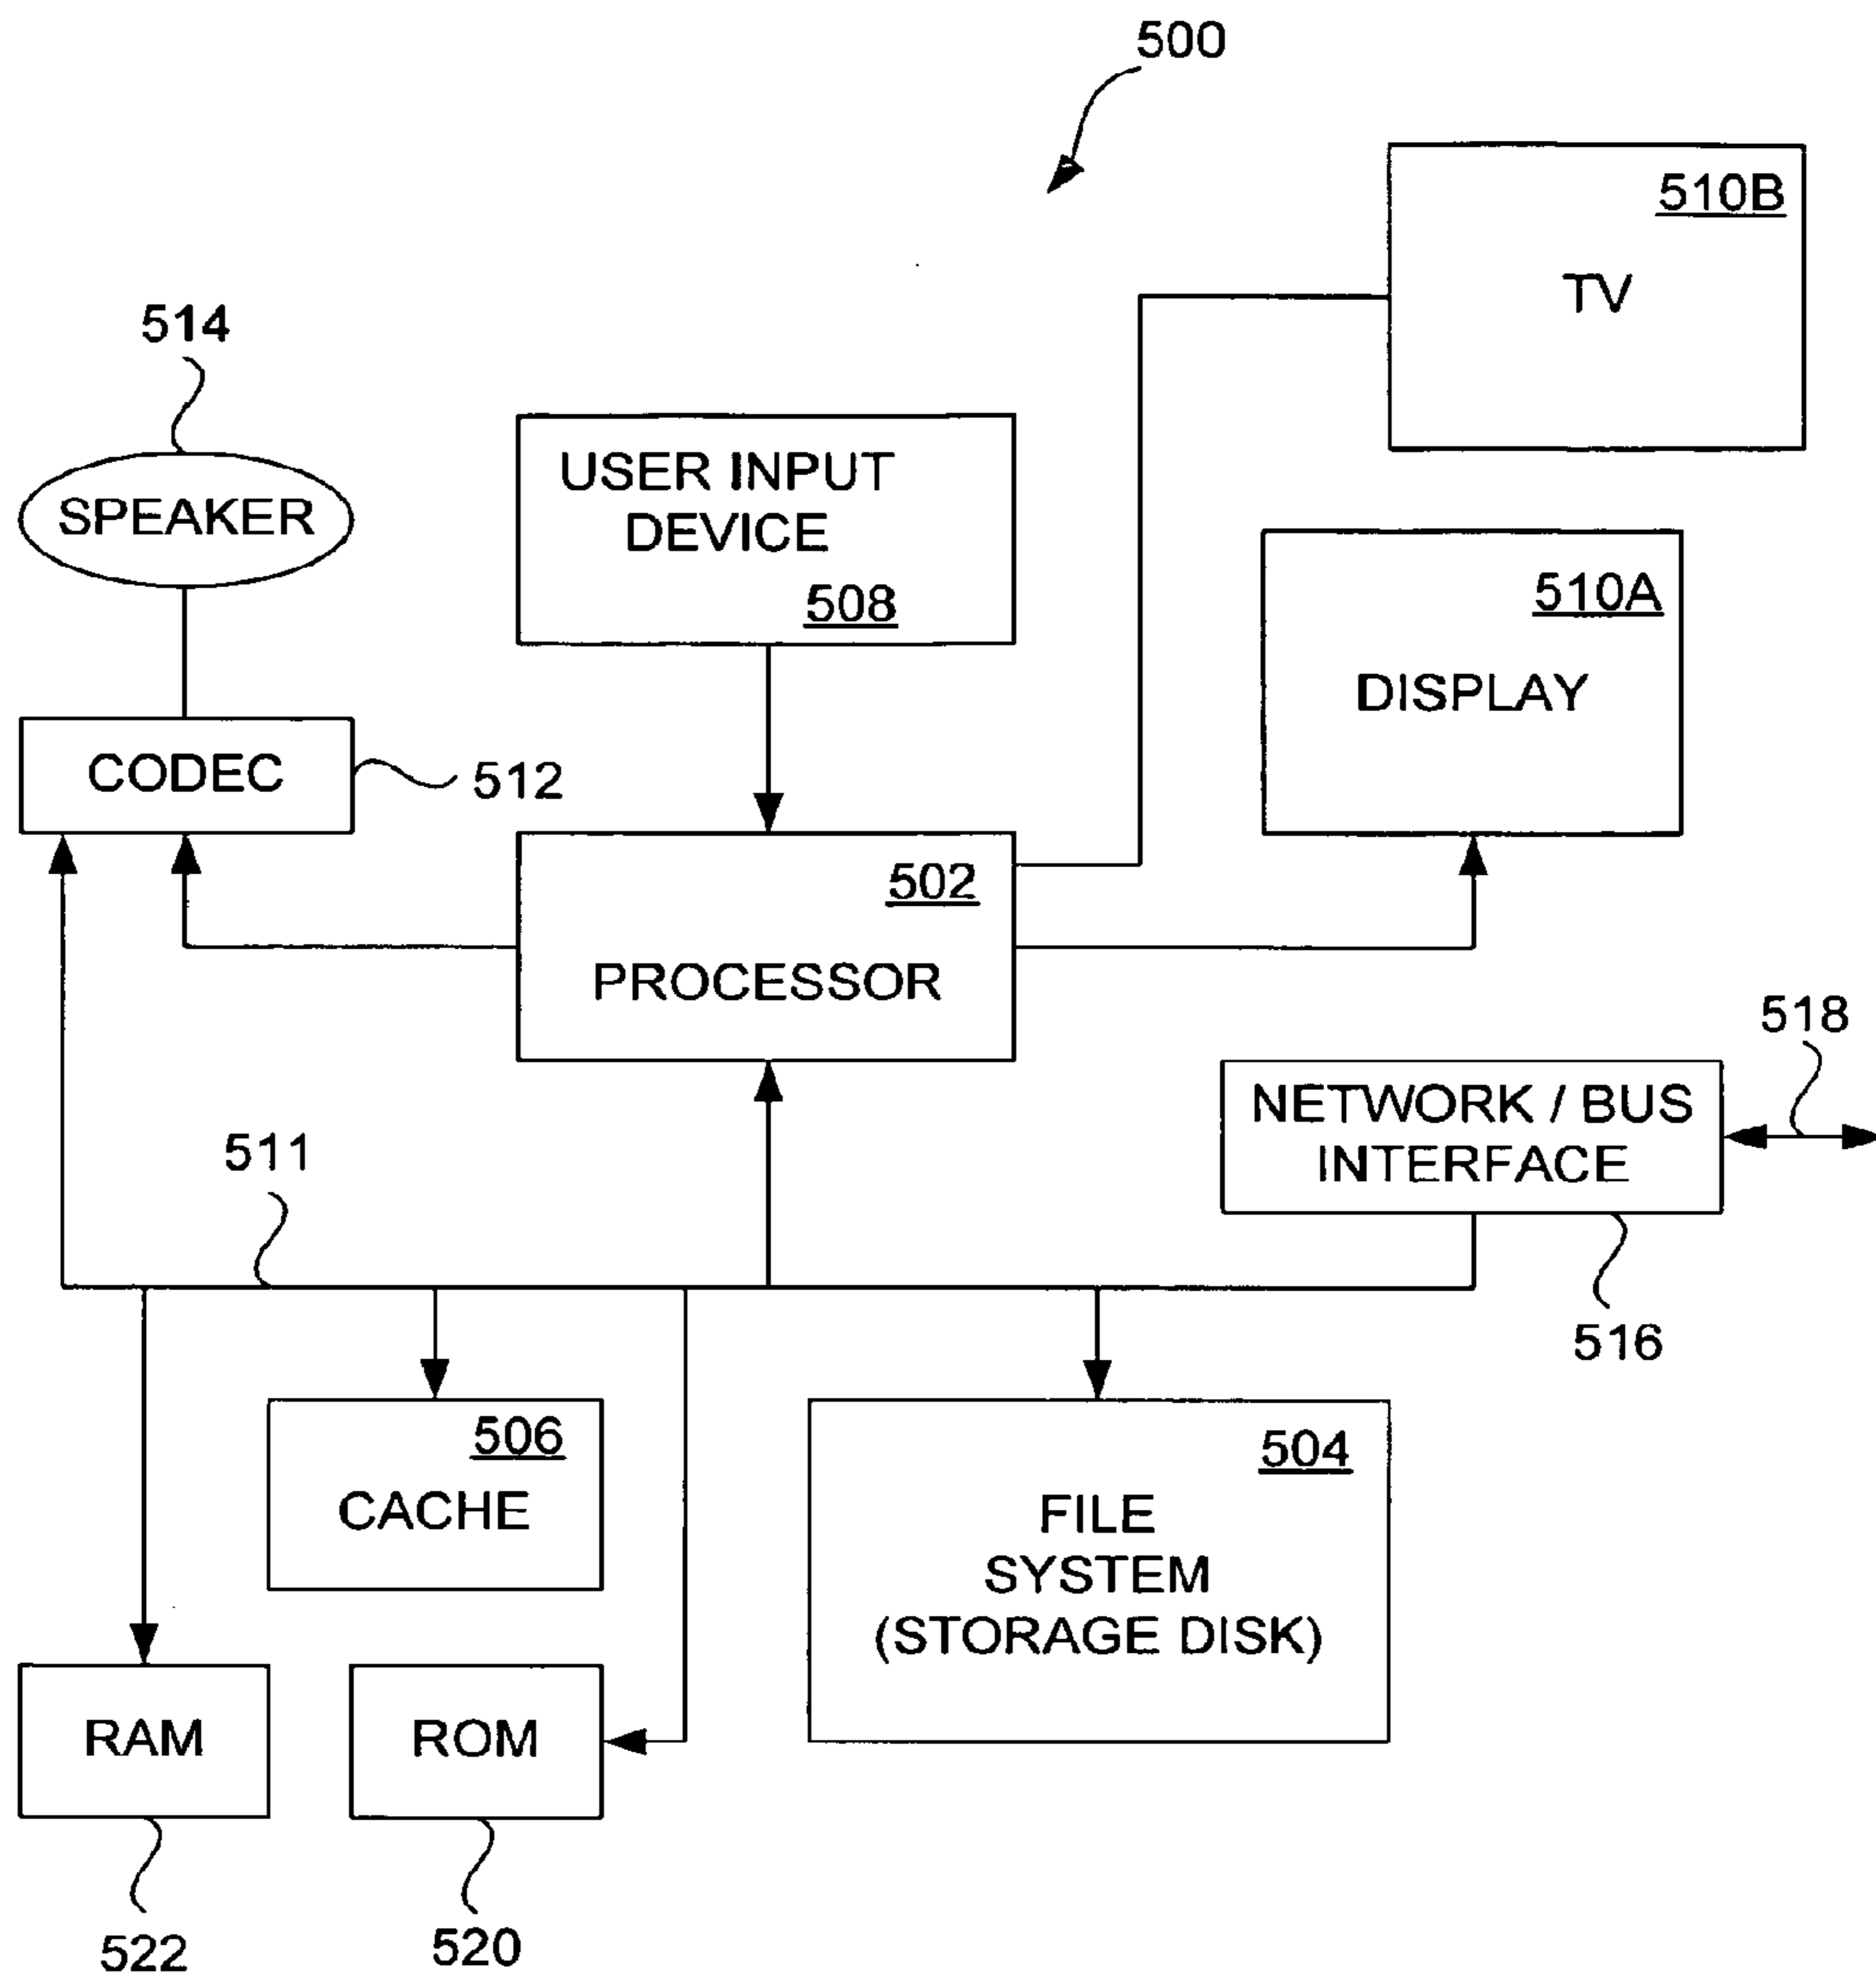 500
510B
TV
514
SPEAKER
USER INPUT
DEVICE
508
510A
DISPLAY
CODEC
512
502
PROCESSOR
518
NETWORK / BUS
INTERFACE
511
516
506
CACHE
504
FILE
SYSTEM
(STORAGE DISK)
RAM
ROM
522
520